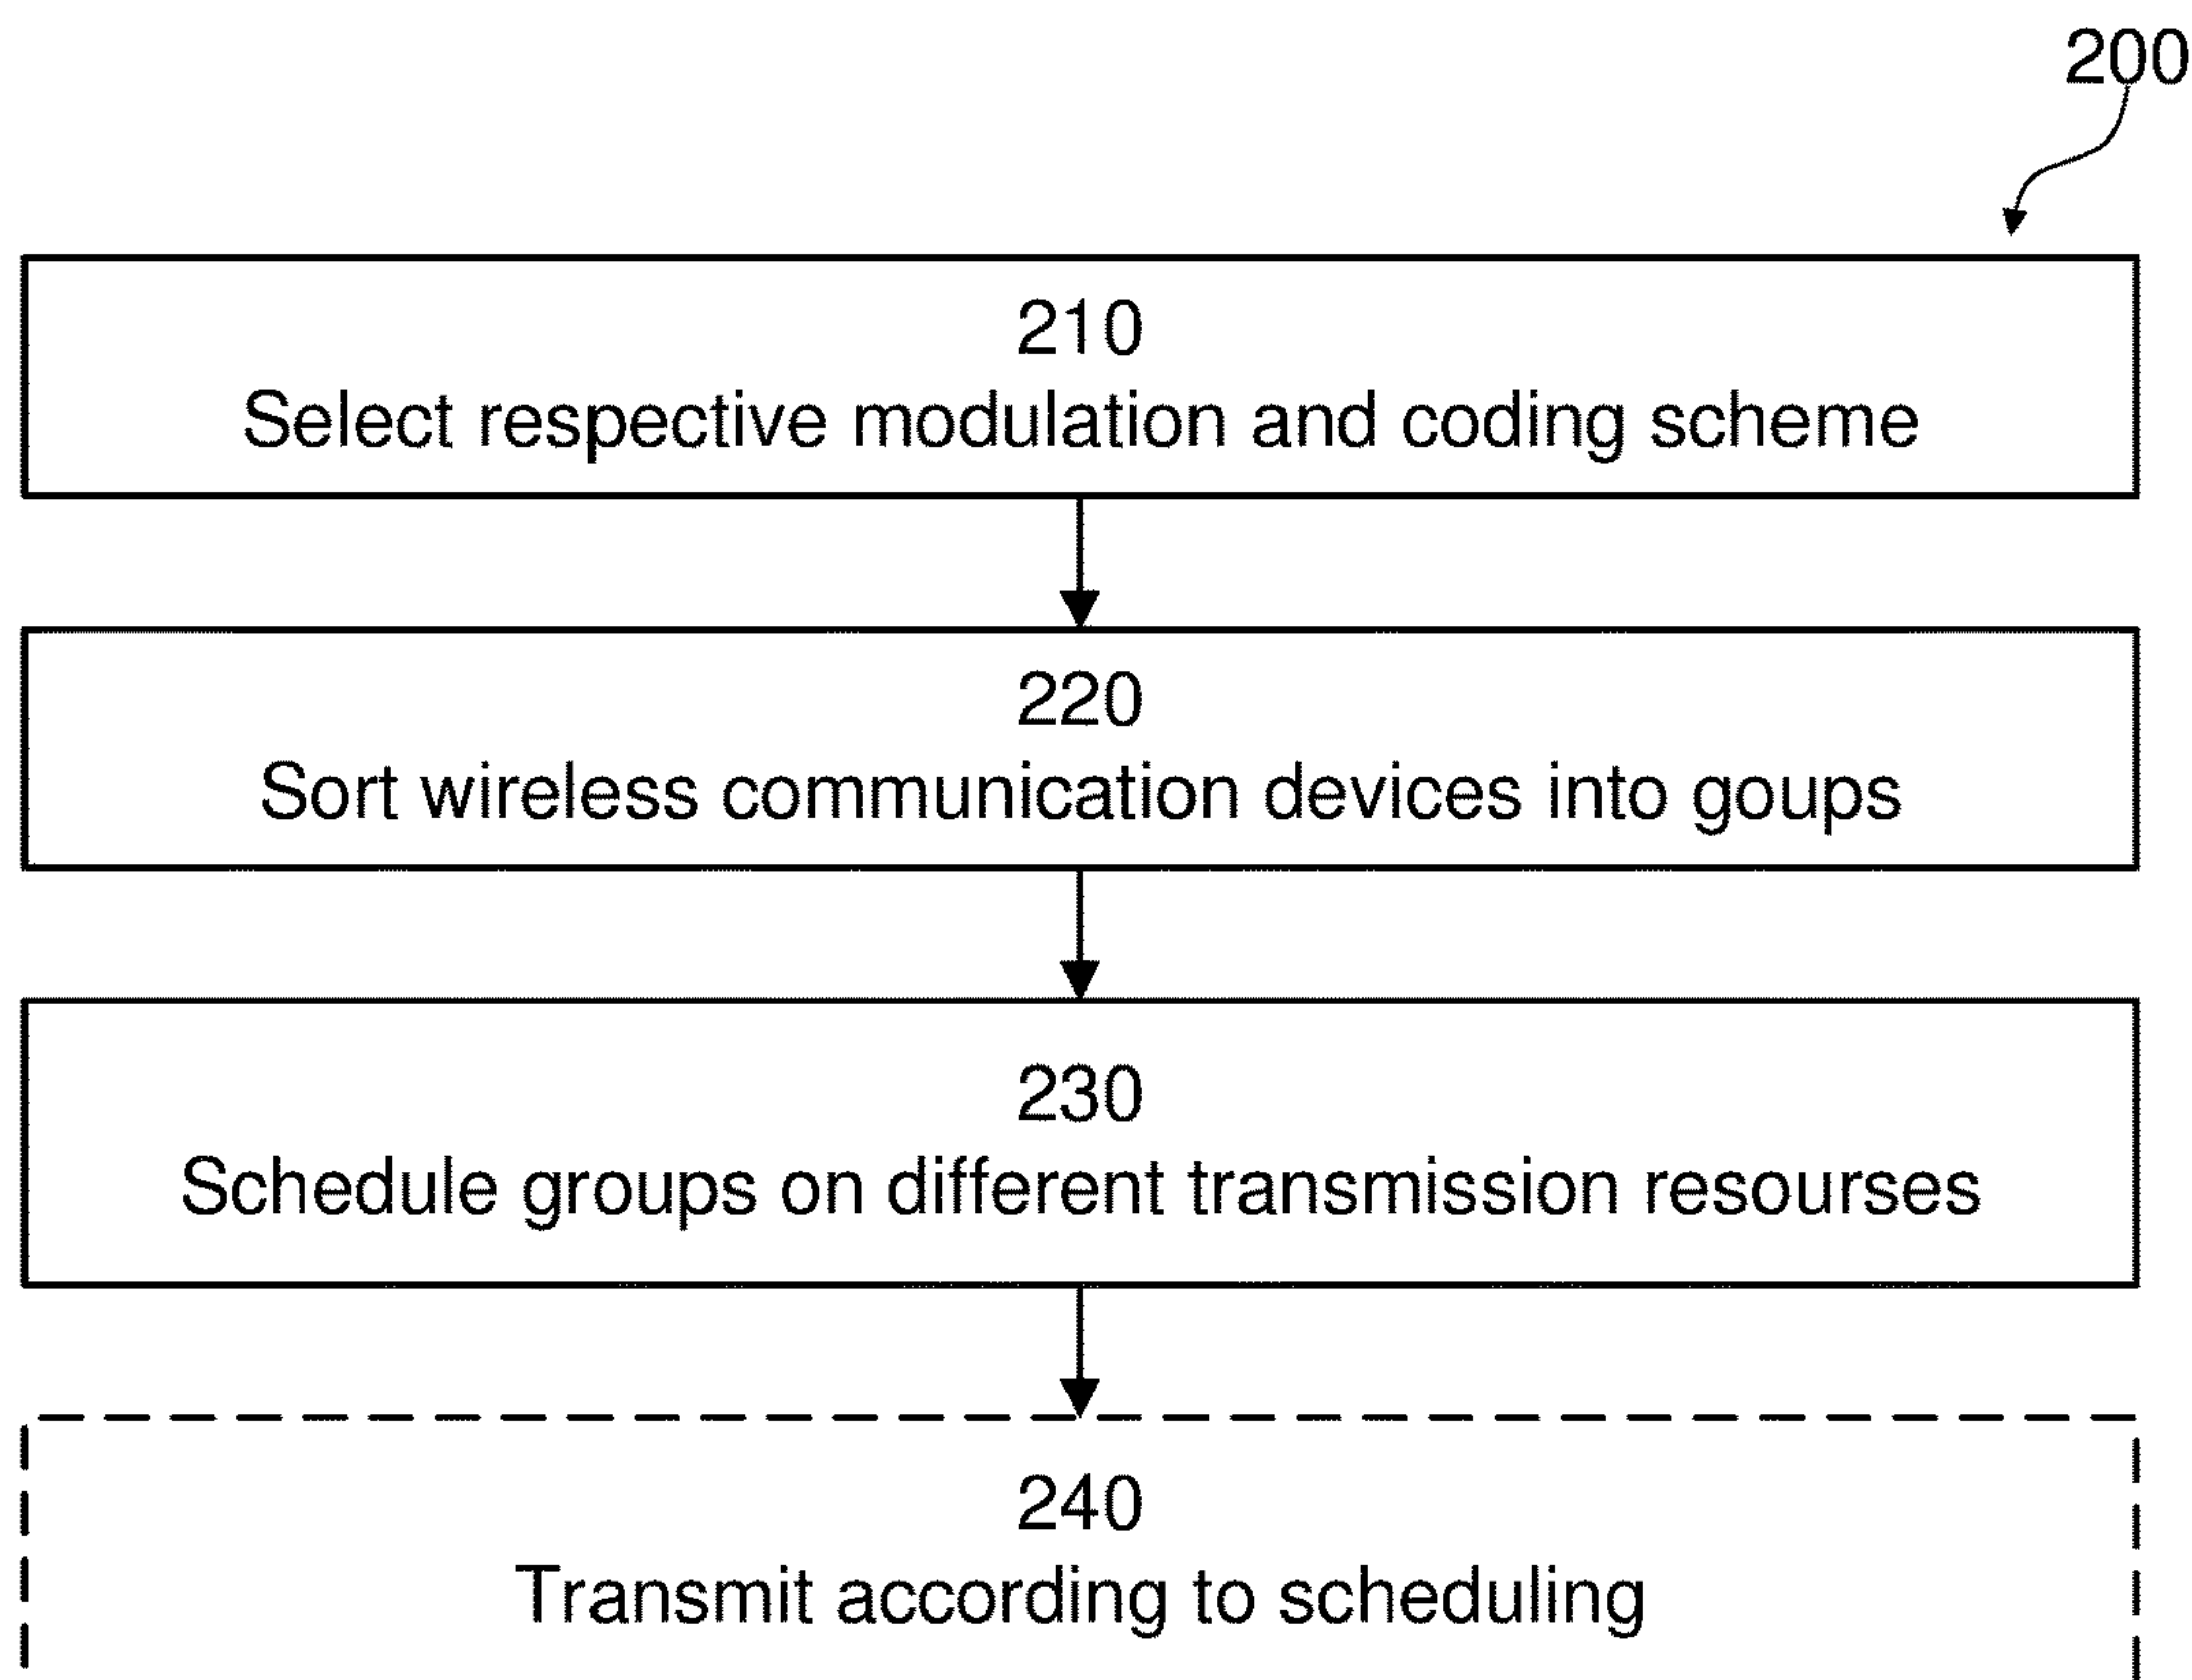 200
210
Select respective modulation and coding scheme
220
Sort wireless communication devices into goups
230
Schedule groups on different transmission resourses
240
Transmit according to scheduling